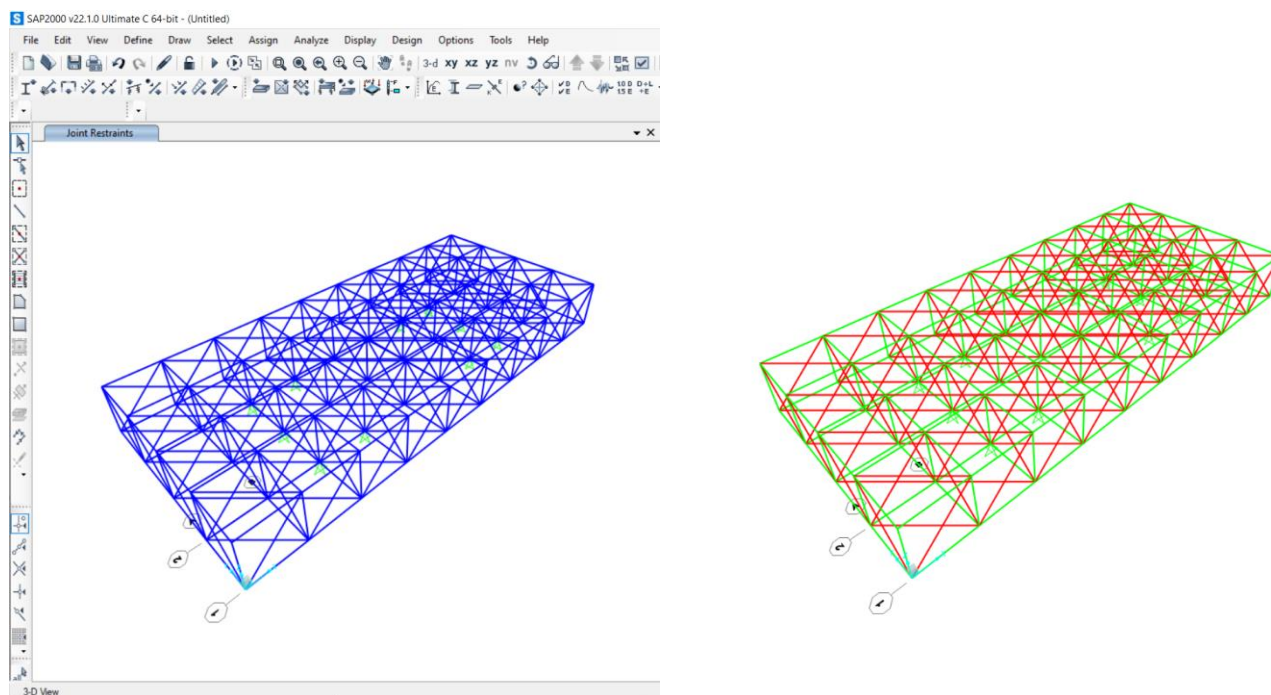 S SAP2000 v22.1.0 Ultimate C 64-bit - (Untitled)
File Edit View Define Draw Select Assign Analyze Display Design Options Tools Help
3-d xy xz yz nv
Joint Restraints
3-D View